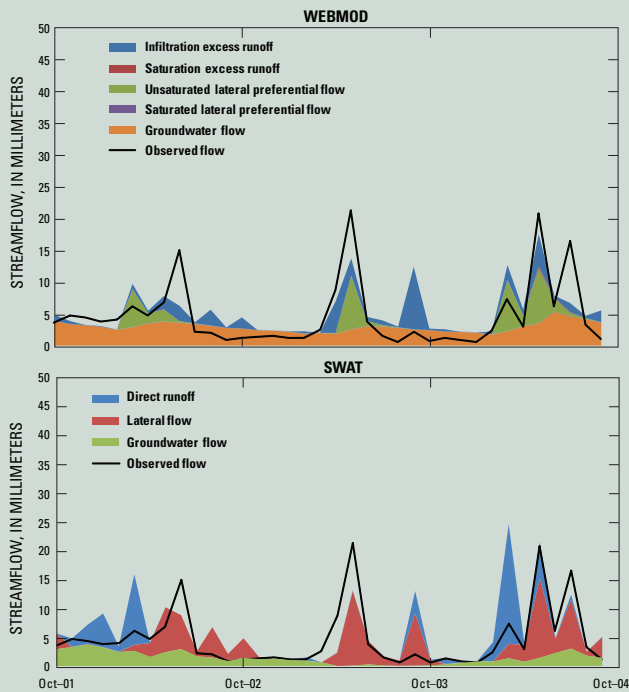 WEBMOD
50
45
40
35
30
25
20
15
10
5
0
STREAMFLOW, IN MILLIMETERS
Infiltration excess runoff
Saturation excess runoff
Unsaturated lateral preferential flow
Saturated lateral preferential flow
Groundwater flow
Observed flow
SWAT
50
45
40
35
30
25
20
15
10
5
0
STREAMFLOW, IN MILLIMETERS
Direct runoff
Lateral flow
Groundwater flow
Observed flow
Oct–01 Oct–02 Oct–03 Oct–04